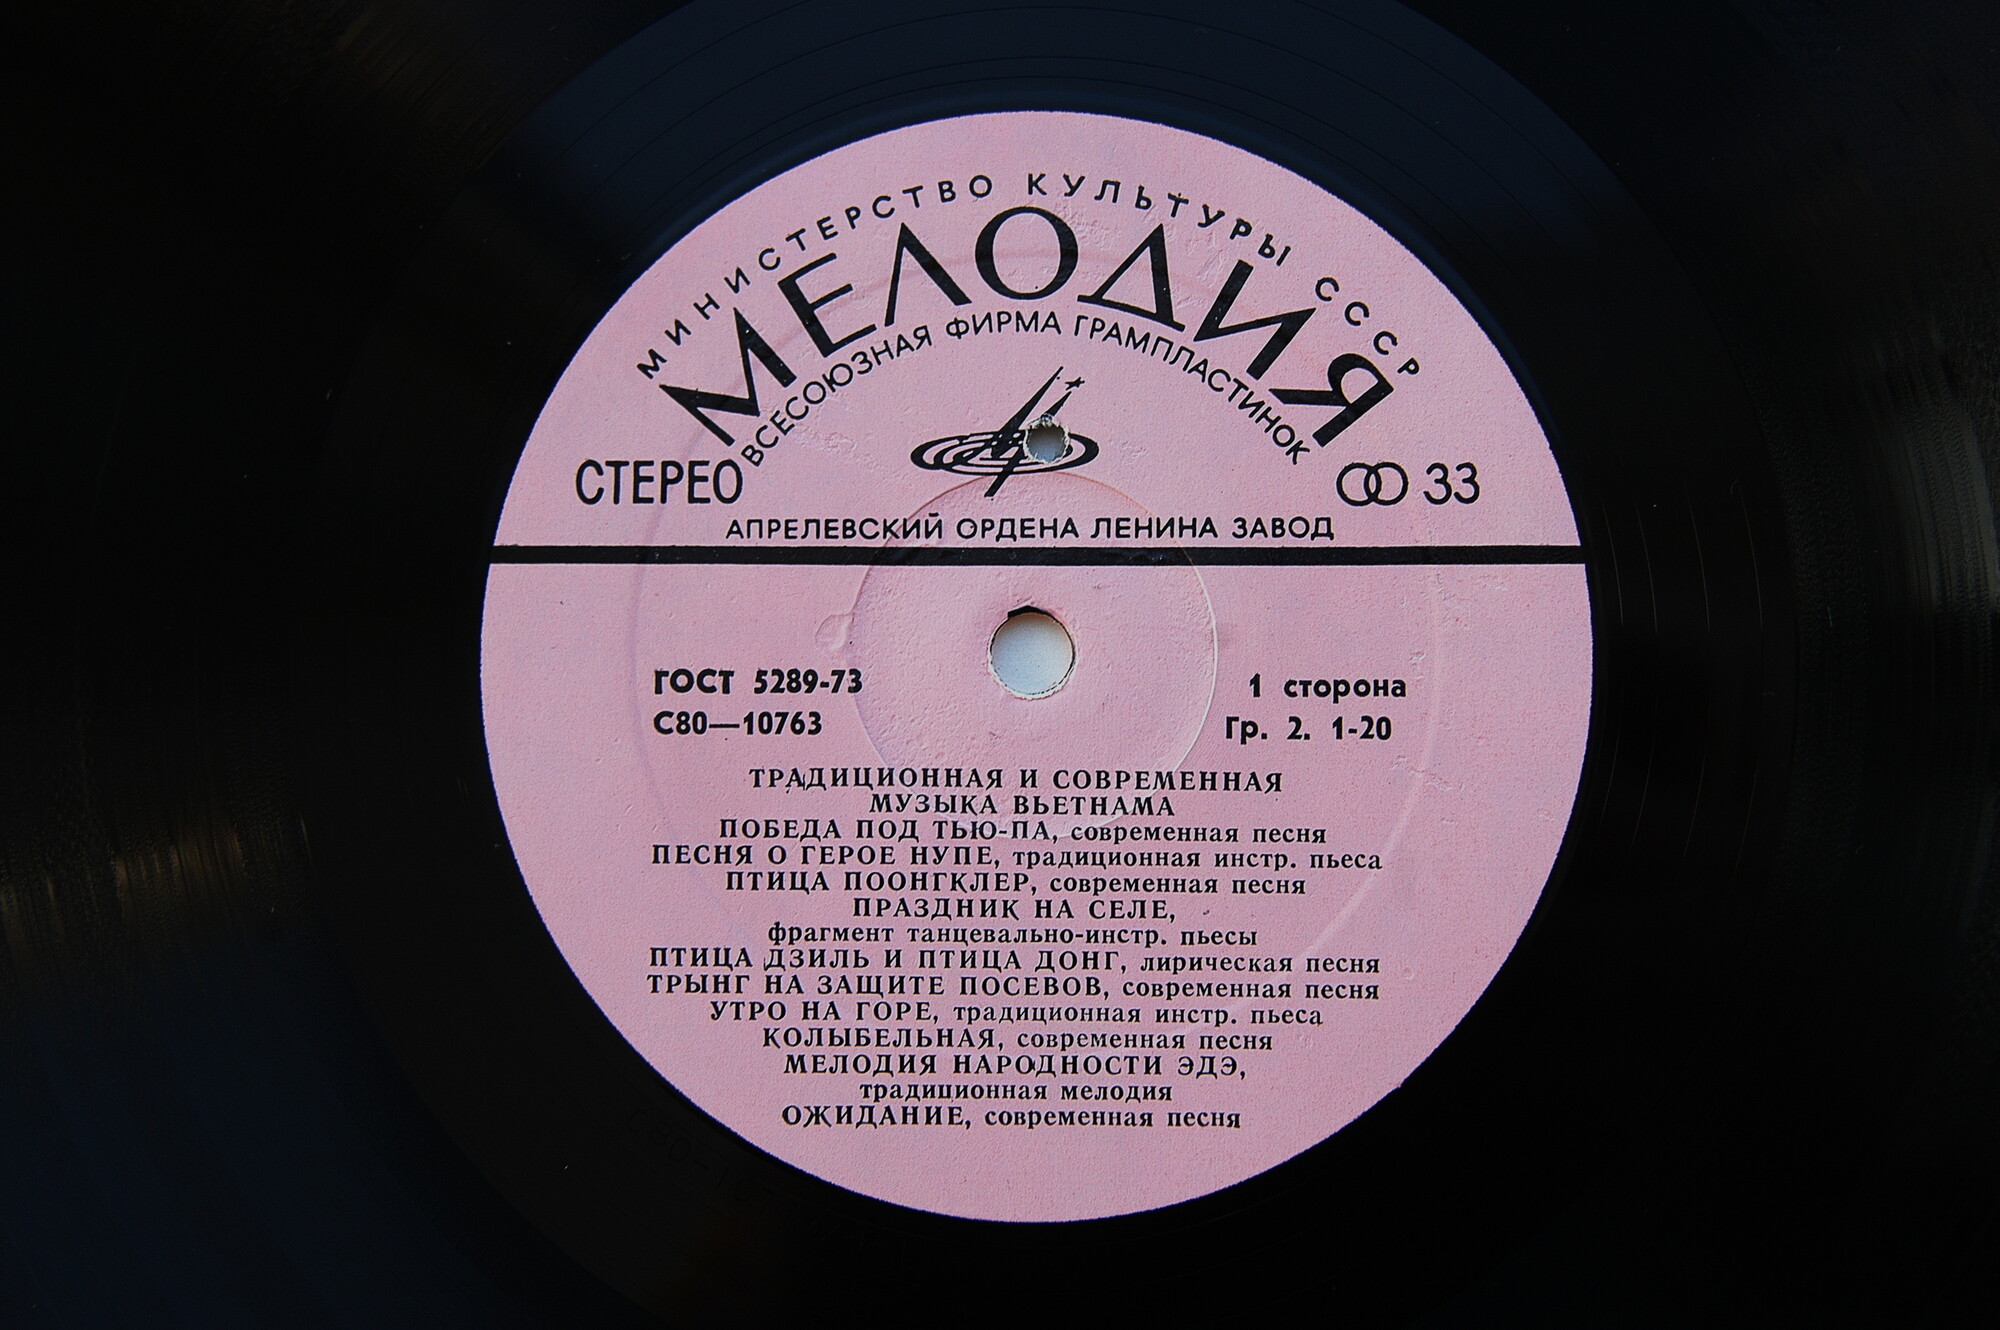 МИНИСТЕРСТВО КУЛЬТУРЫ СССР
МЕЛОДИЯ
ВСЕСОЮЗНАЯ ФИРМА ГРАМПЛАСТИНОК
СТЕРЕО
33
АПРЕЛЕВСКИЙ ОРДЕНА ЛЕНИНА ЗАВОД
ГОСТ 5289-73
1 сторона
С80—10763
Гр. 2. 1-20
ТРАДИЦИОННАЯ И СОВРЕМЕННАЯ
МУЗЫКА ВЬЕТНАМА
ПОБЕДА ПОД ТЬЮ-ПА, современная песня
ПЕСНЯ О ГЕРОЕ НУПЕ, традиционная инстр. пьеса
ПТИЦА ПООНГКЛЕР, современная песня
ПРАЗДНИК НА СЕЛЕ,
фрагмент танцевально-инстр. пьесы
ПТИЦА ДЗИЛЬ И ПТИЦА ДОНГ, лирическая песня
ТРЫНГ НА ЗАЩИТЕ ПОСЕВОВ, современная песня
УТРО НА ГОРЕ, традиционная инстр. пьеса
КОЛЫБЕЛЬНАЯ, современная песня
МЕЛОДИЯ НАРОДНОСТИ ЭДЭ,
традиционная мелодия
ОЖИДАНИЕ, современная песня